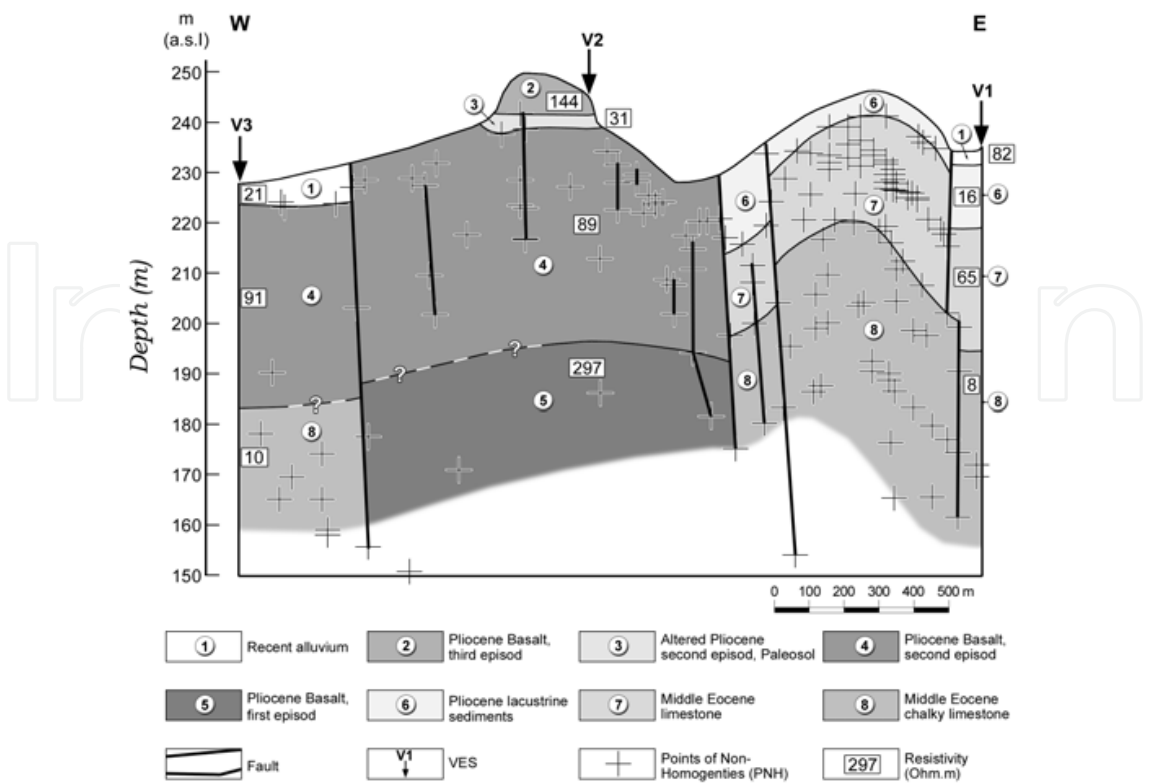 m
(a.s.l)
W
E
V2
V1
V3
250
240
230
220
210
200
190
180
170
160
150
Depth (m)
2
144
3
31
6
1
82
21
1
16
6
6
7
89
4
91
4
65
7
7
8
?
?
?
297
5
8
8
8
8
10
0 100 200 300 400 500 m
1 Recent alluvium
2 Pliocene Basalt,
third episod
3 Altered Pliocene
second episod, Paleosol
4 Pliocene Basalt,
second episod
5 Pliocene Basalt,
first episod
6 Pliocene lacustrine
sediments
7 Middle Eocene
limestone
8 Middle Eocene
chalky limestone
Fault
V1
VES
Points of Non-
Homogenties (PNH)
297
Resistivity
(Ohm.m)